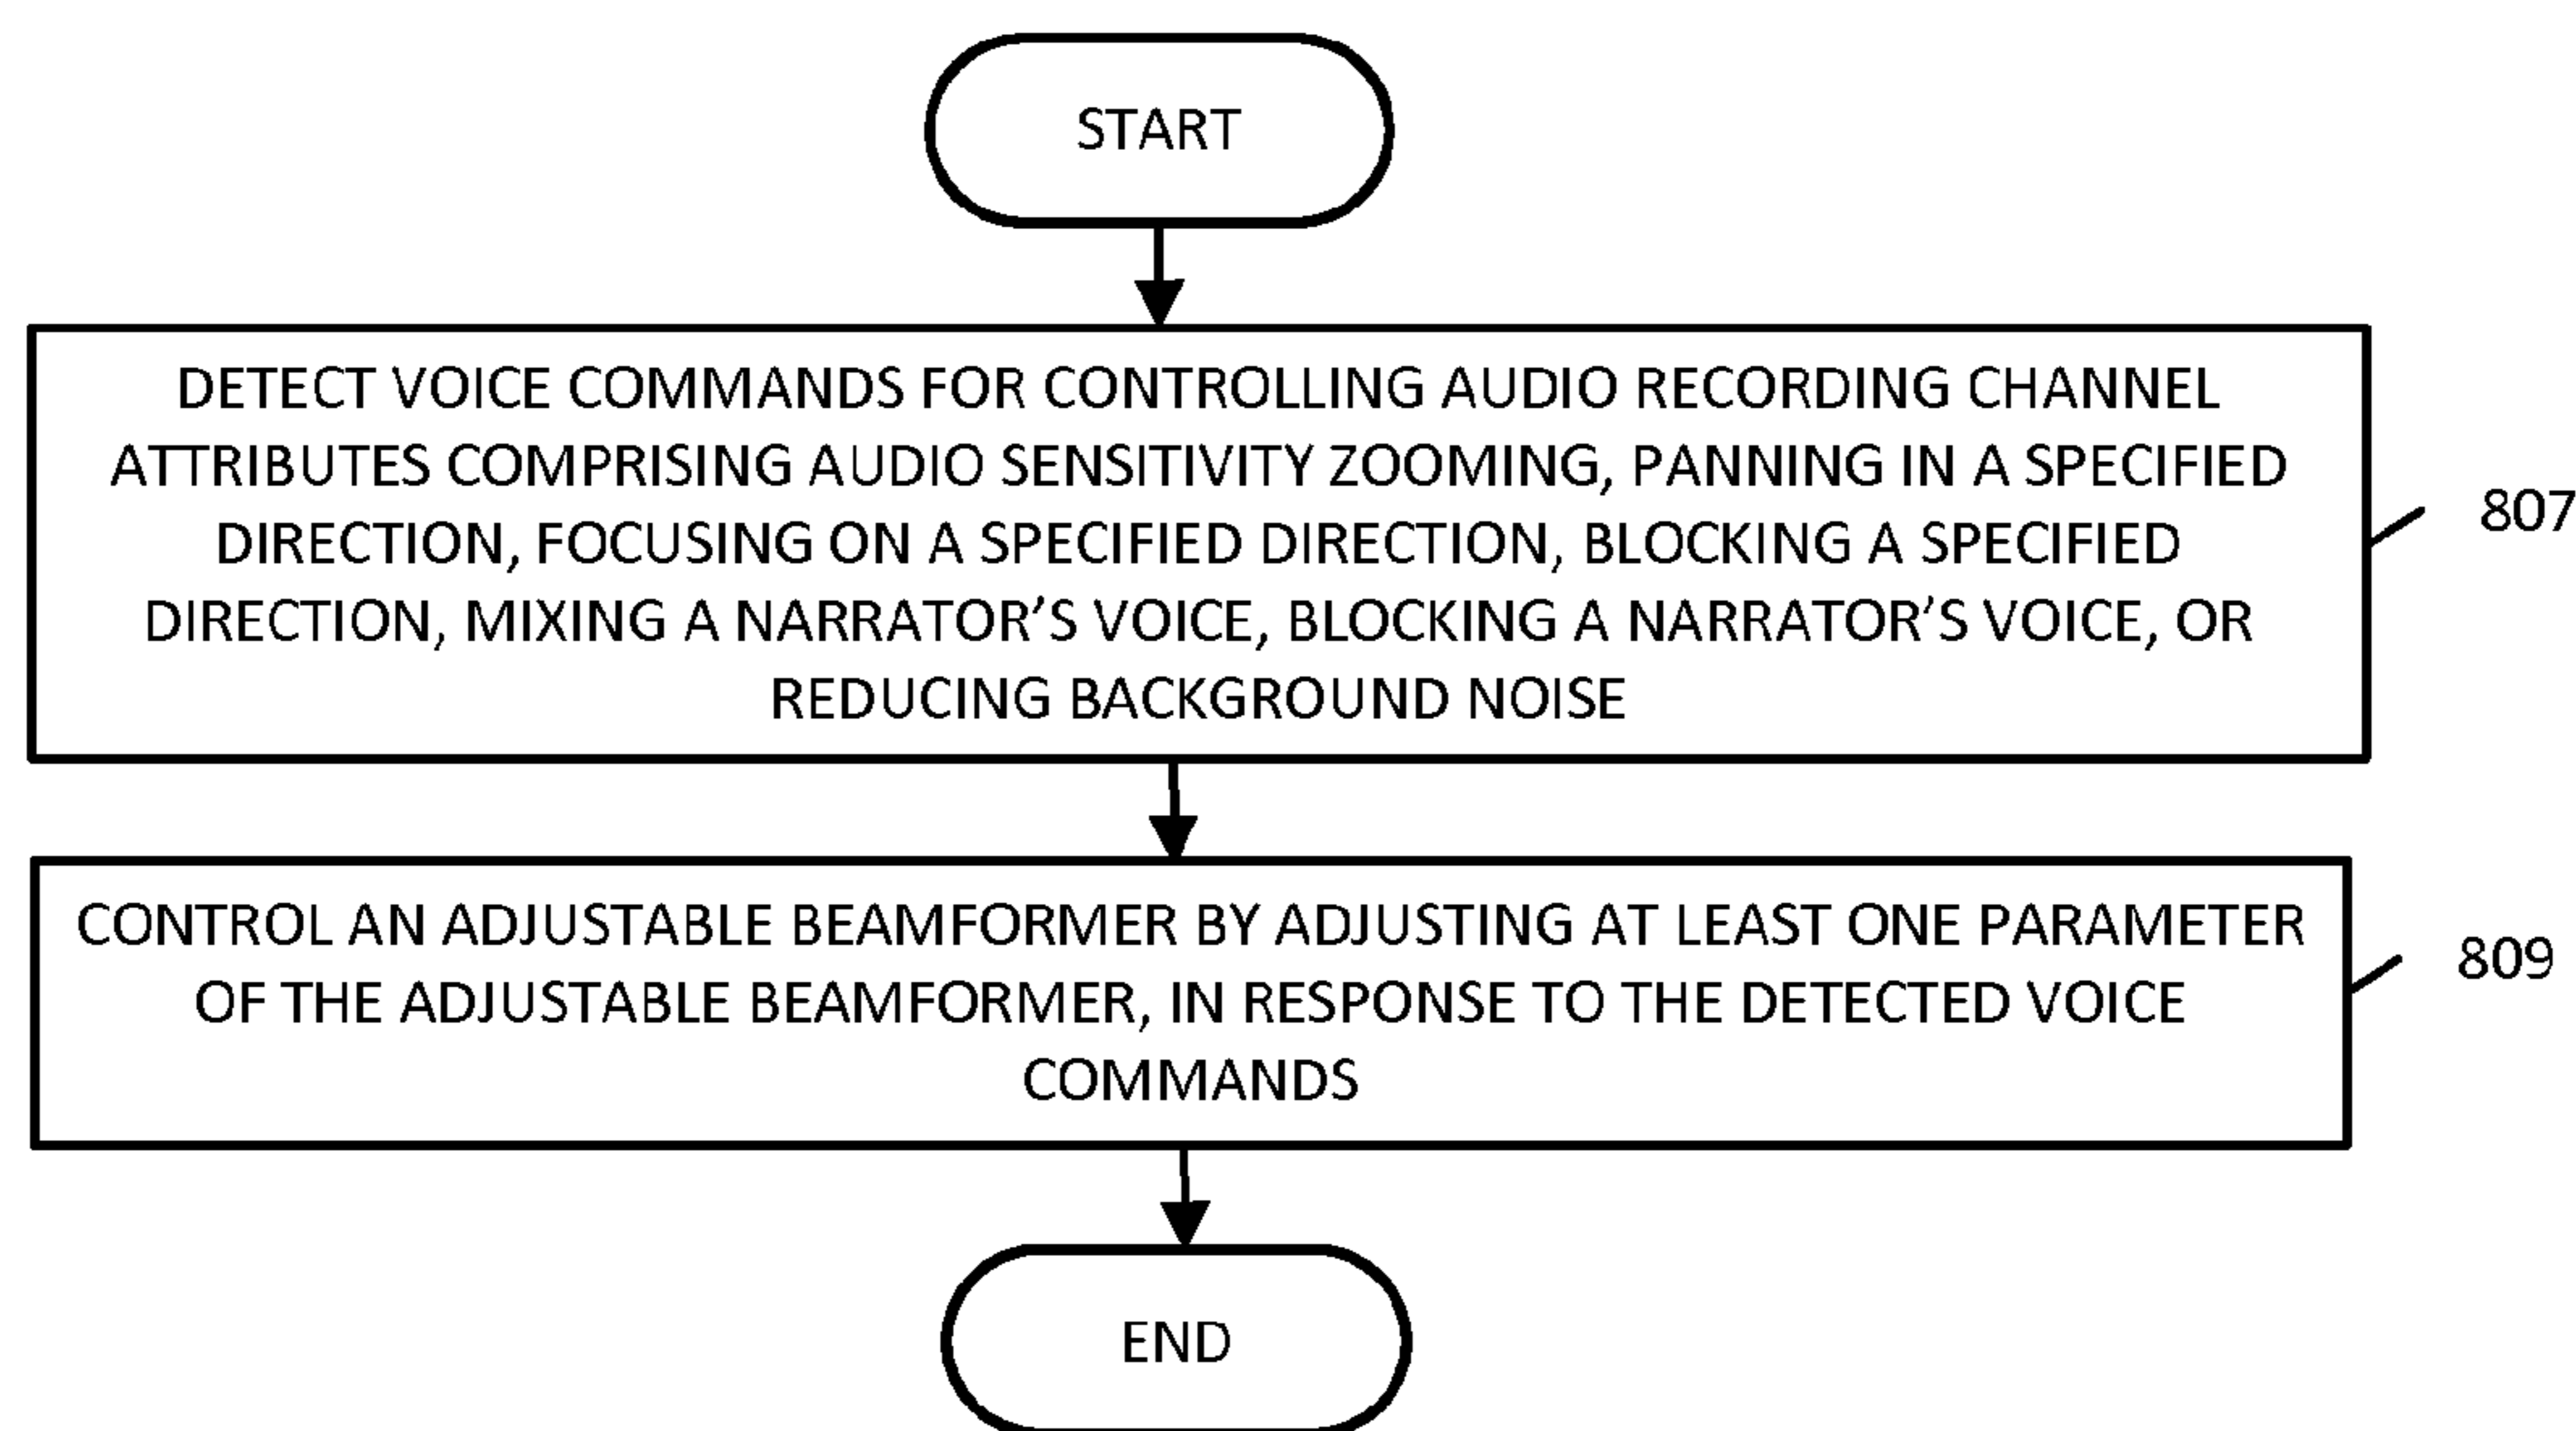 START
DETECT VOICE COMMANDS FOR CONTROLLING AUDIO RECORDING CHANNEL
ATTRIBUTES COMPRISING AUDIO SENSITIVITY ZOOMING, PANNING IN A SPECIFIED
DIRECTION, FOCUSING ON A SPECIFIED DIRECTION, BLOCKING A SPECIFIED
DIRECTION, MIXING A NARRATOR’S VOICE, BLOCKING A NARRATOR’S VOICE, OR
REDUCING BACKGROUND NOISE
807
CONTROL AN ADJUSTABLE BEAMFORMER BY ADJUSTING AT LEAST ONE PARAMETER
OF THE ADJUSTABLE BEAMFORMER, IN RESPONSE TO THE DETECTED VOICE
COMMANDS
809
END